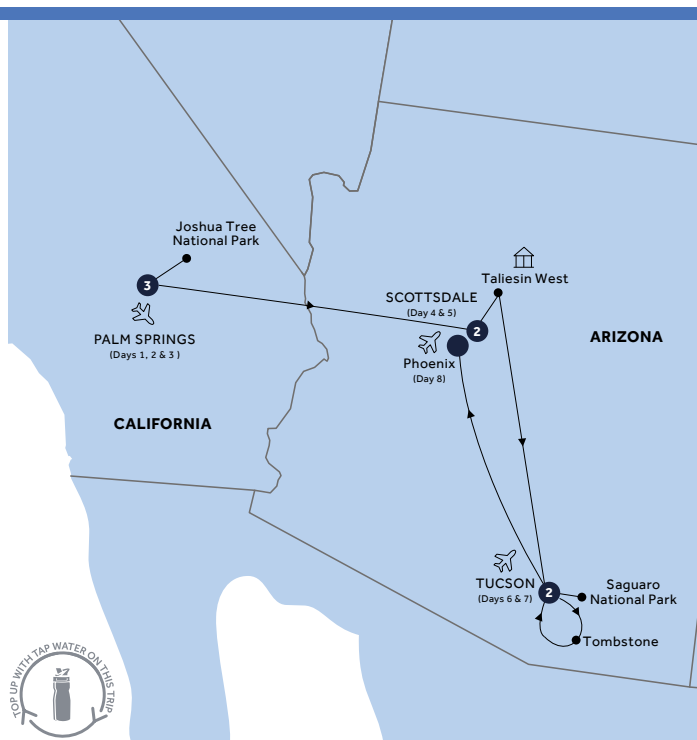 Joshua Tree
National Park
3
PALM SPRINGS
(Days 1, 2 & 3 )
CALIFORNIA
Taliesin West
SCOTTSDALE
(Day 4 & 5)
2
Phoenix
(Day 8)
ARIZONA
TUCSON
(Days 6 & 7)
2
Saguaro
National Park
Tombstone
TOP UP WITH TAP WATER ON THIS TRIP